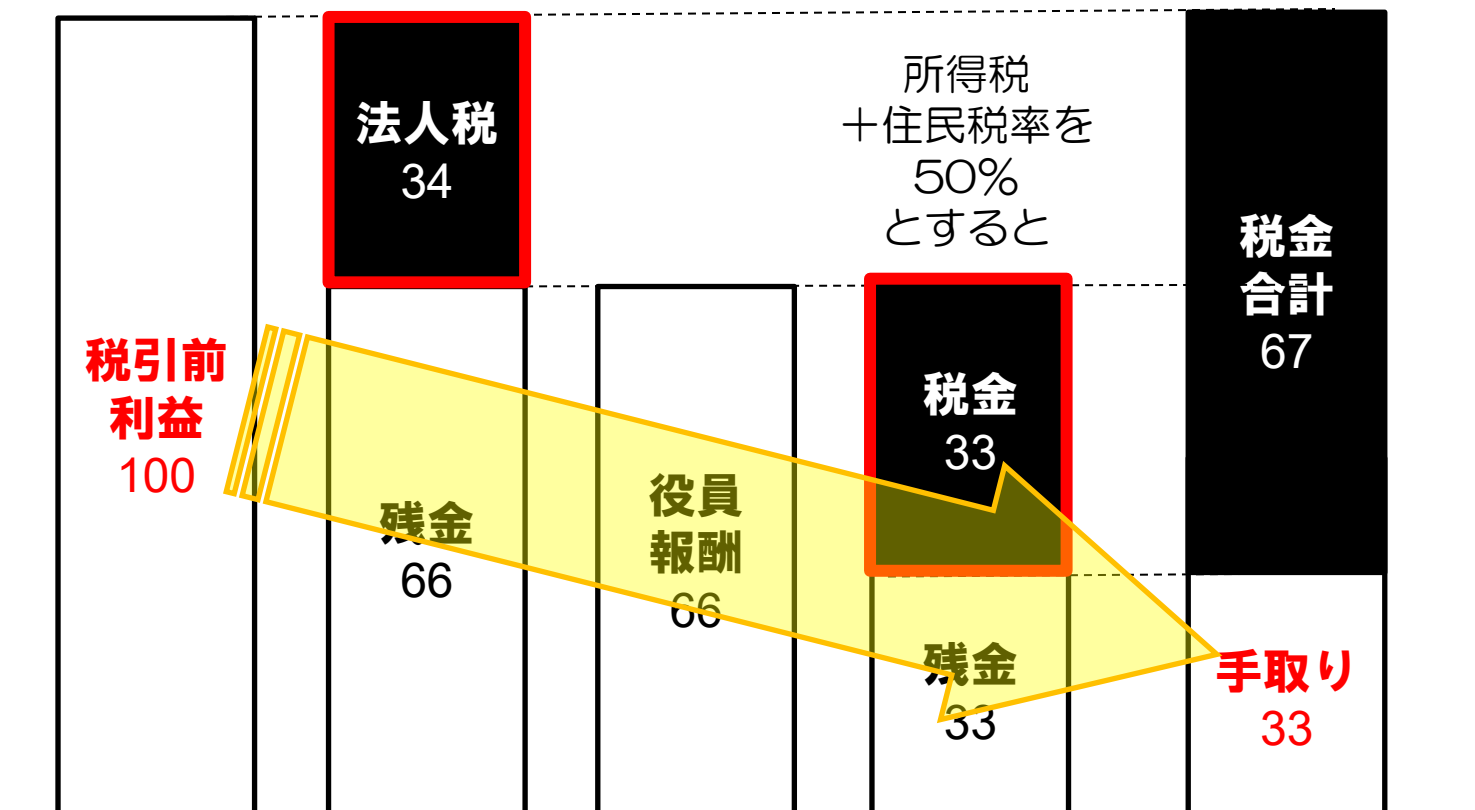 税引前
利益
100
法人税
34
残金
66
役員
報酬
66
所得税
＋住民税率を
50%
とすると
税金
33
残金
33
税金
合計
67
手取り
33